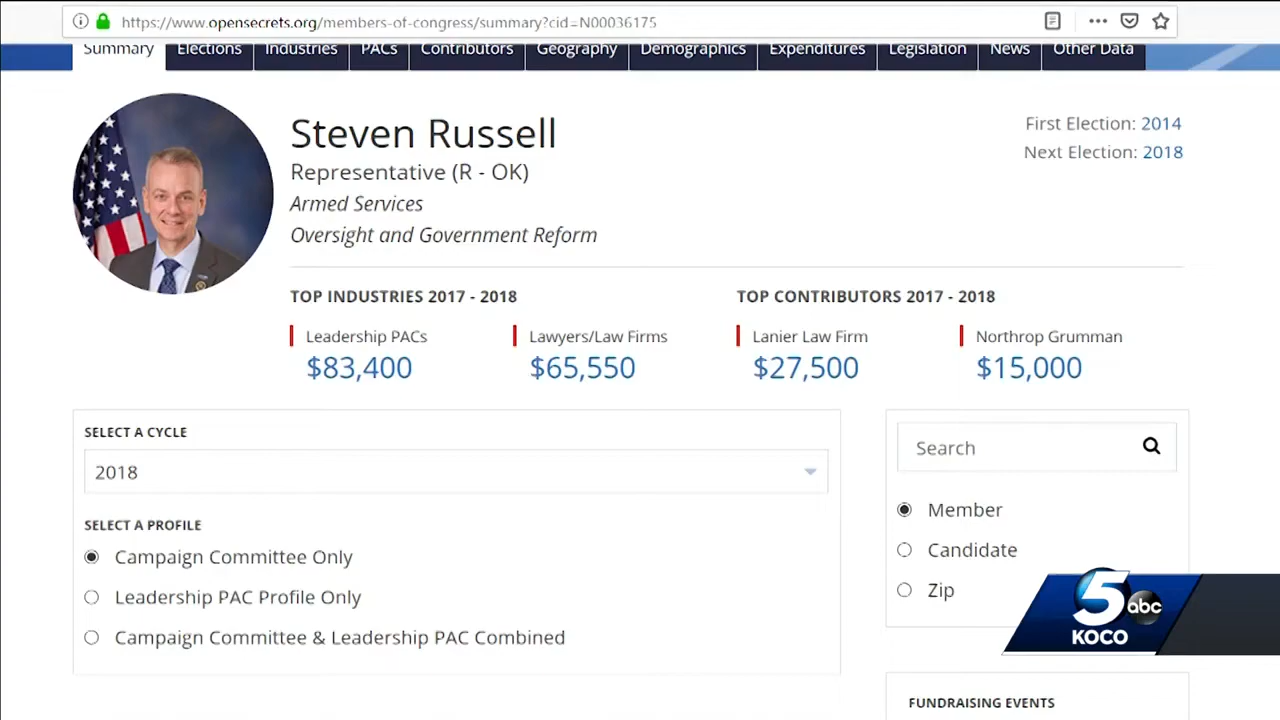 https://www.opensecrets.org/members-of-congress/summary?cid=N00036175
Summary Elections Industries PACs Contributors Geography Demographics Expenditures Legislation News Other Data
Steven Russell
Representative (R - OK)
Armed Services
Oversight and Government Reform
First Election: 2014
Next Election: 2018
TOP INDUSTRIES 2017 - 2018
Leadership PACs
$83,400
Lawyers/Law Firms
$65,550
TOP CONTRIBUTORS 2017 - 2018
Lanier Law Firm
$27,500
Northrop Grumman
$15,000
SELECT A CYCLE
2018
SELECT A PROFILE
Campaign Committee Only
Leadership PAC Profile Only
Campaign Committee & Leadership PAC Combined
Search
Member
Candidate
Zip
5 abc
KOCO
FUNDRAISING EVENTS